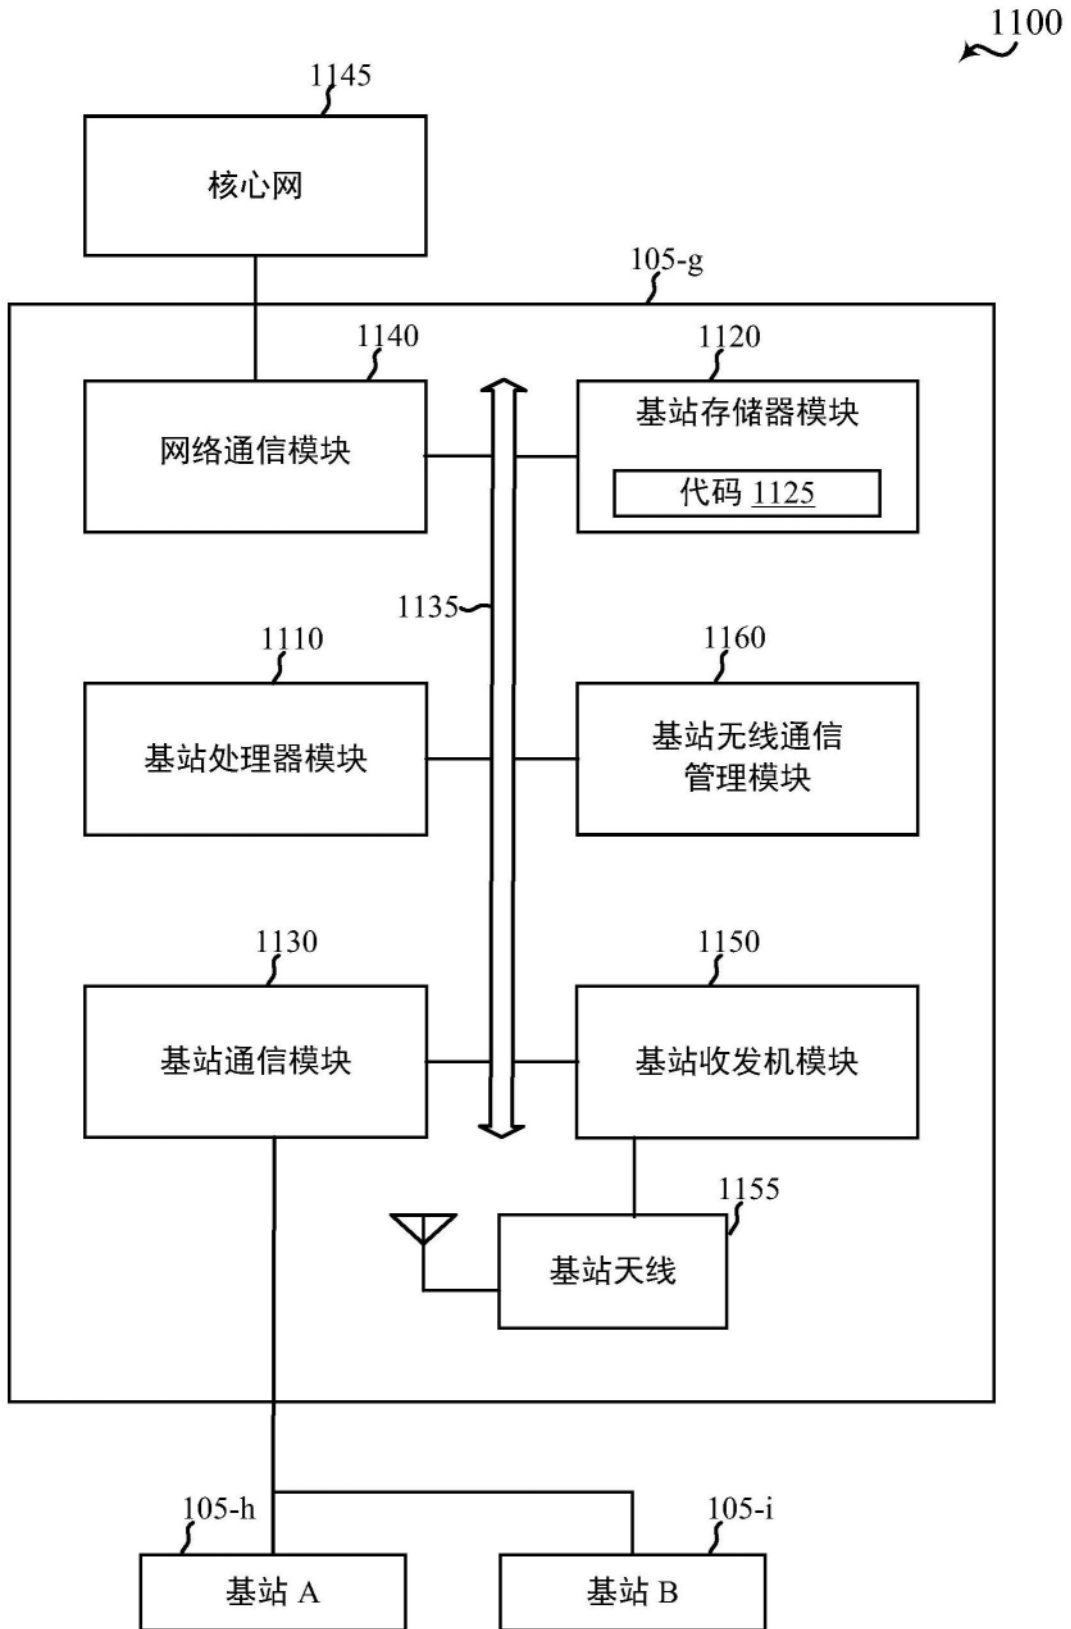 1100
1145
核心网
105-g
1140
1120
网络通信模块
基站存储器模块
代码 1125
1135
1110
1160
基站处理器模块
基站无线通信
管理模块
1130
1150
基站通信模块
基站收发机模块
1155
基站天线
105-h
105-i
基站 A
基站 B